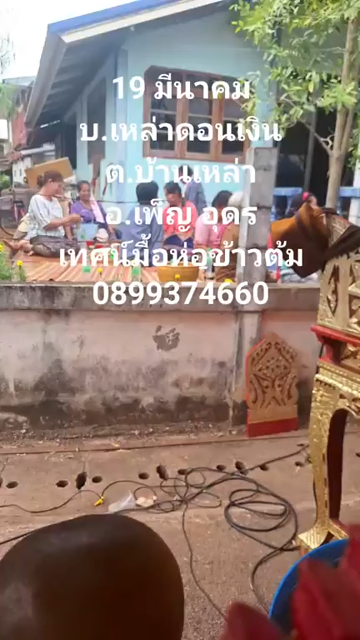 19 มีนาคม
บ.เหล่าดอนเงิน
ต.บ้านเหล่า
อ.เพ็ญ อุดร
เทศน์มื้อห่อข้าวต้ม
0899374660